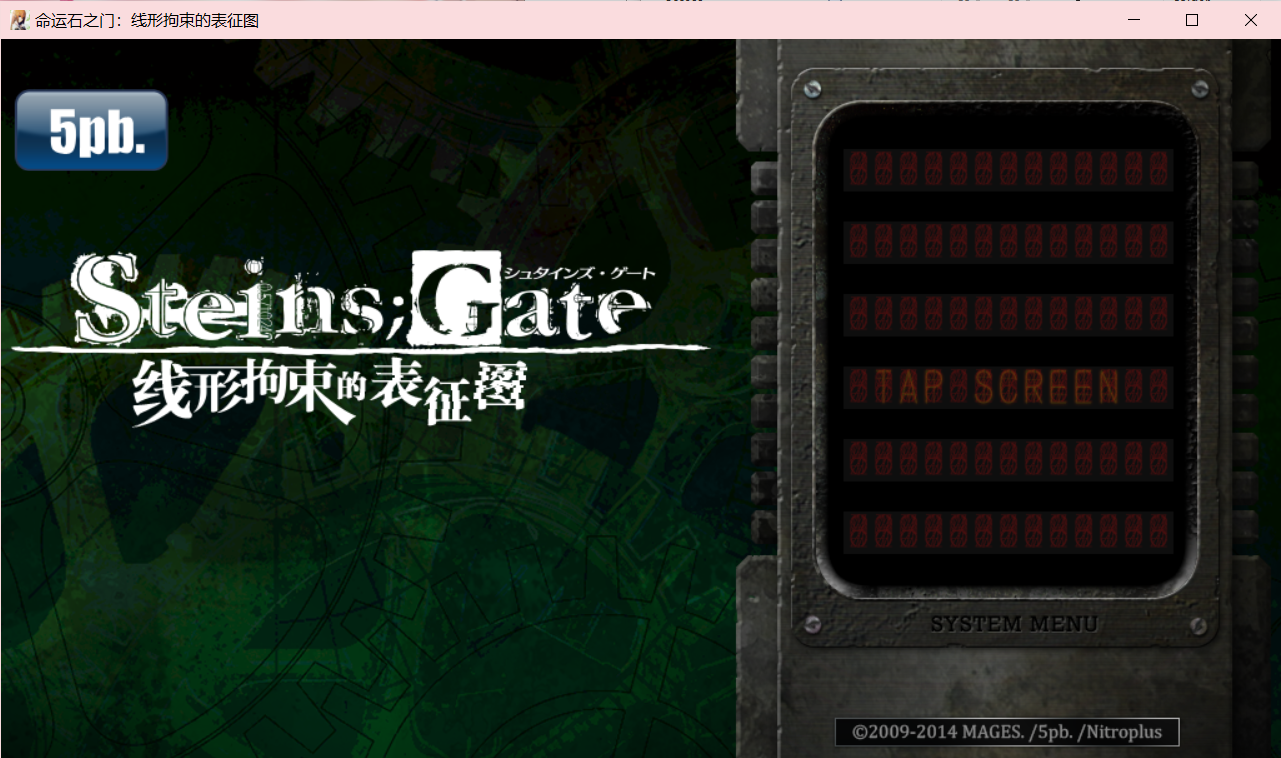 命运石之门：线形拘束的表征图
5pb.
Steins;Gate
シュタインズ・ゲート
线形拘束的表征图
TAP SCREEN
SYSTEM MENU
©2009-2014 MAGES. /5pb. /Nitroplus